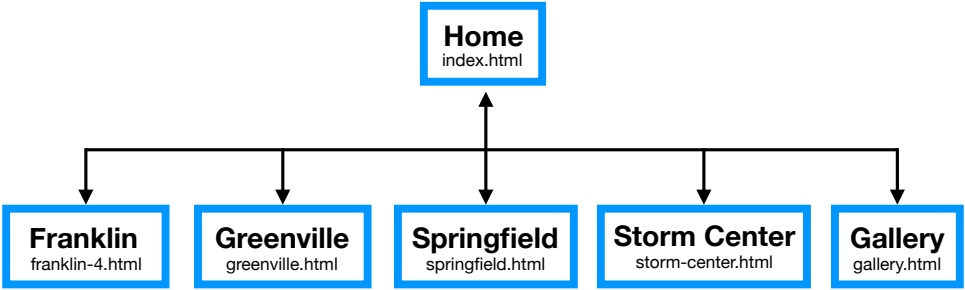 Home
index.html
Franklin
franklin-4.html
Greenville
greenville.html
Springfield
springfield.html
Storm Center
storm-center.html
Gallery
gallery.html